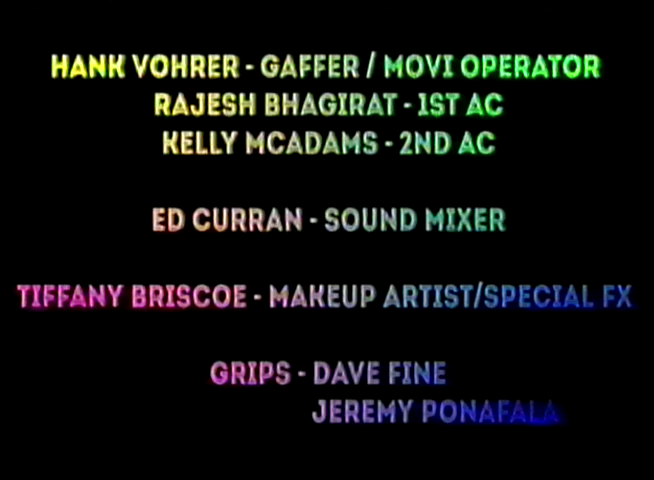 HANK VOHRER - GAFFER / MOVI OPERATOR
RAJESH BHAGIRAT - 1ST AC
KELLY MCADAMS - 2ND AC
ED CURRAN - SOUND MIXER
TIFFANY BRISCOE - MAKEUP ARTIST/SPECIAL FX
GRIPS - DAVE FINE
JEREMY PONAFALA